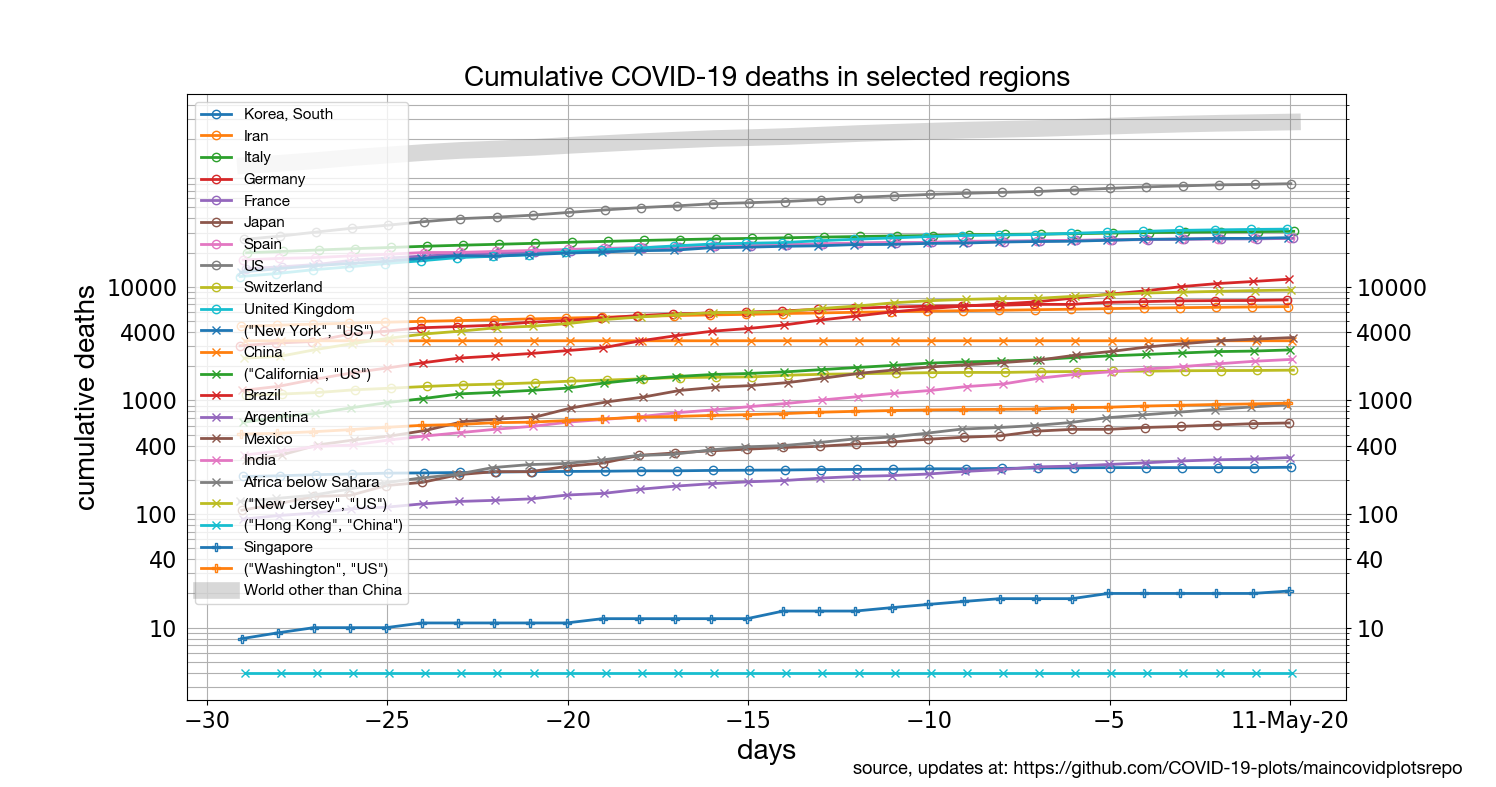 Cumulative COVID-19 deaths in selected regions
Korea, South
Iran
Italy
Germany
France
Japan
Spain
US
Switzerland
United Kingdom
("New York", "US")
China
("California", "US")
Brazil
Argentina
Mexico
India
Africa below Sahara
("New Jersey", "US")
("Hong Kong", "China")
Singapore
("Washington", "US")
World other than China
cumulative deaths
10000
4000
1000
400
100
40
10
10000
4000
1000
400
100
40
10
−30
−25
−20
−15
−10
−5
11-May-20
days
source, updates at: https://github.com/COVID-19-plots/maincovidplotsrepo